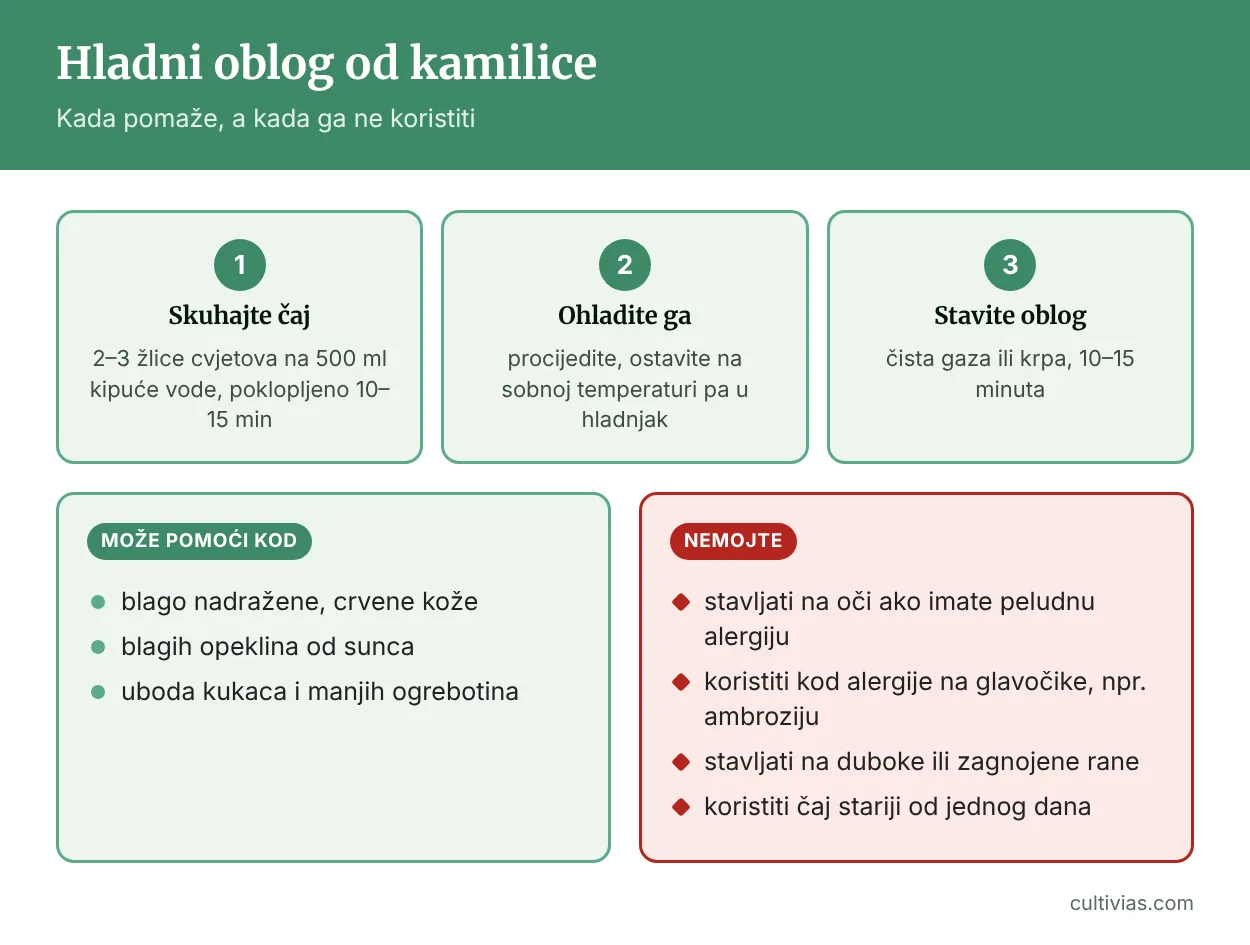 Hladni oblog od kamilice
Kada pomaže, a kada ga ne koristiti
1
Skuhajte čaj
2–3 žlice cvjetova na 500 ml
kipuće vode, poklopljeno 10–
15 min
2
Ohladite ga
procijedite, ostavite na
sobnoj temperaturi pa u
hladnjak
3
Stavite oblog
čista gaza ili krpa, 10–15
minuta
MOŽE POMOĆI KOD
blago nadražene, crvene kože
blagih opeklina od sunca
uboda kukaca i manjih ogrebotina
NEMOJTE
stavljati na oči ako imate peludnu
alergiju
koristiti kod alergije na glavočike, npr.
ambroziju
stavljati na duboke ili zagnojene rane
koristiti čaj stariji od jednog dana
cultivias.com